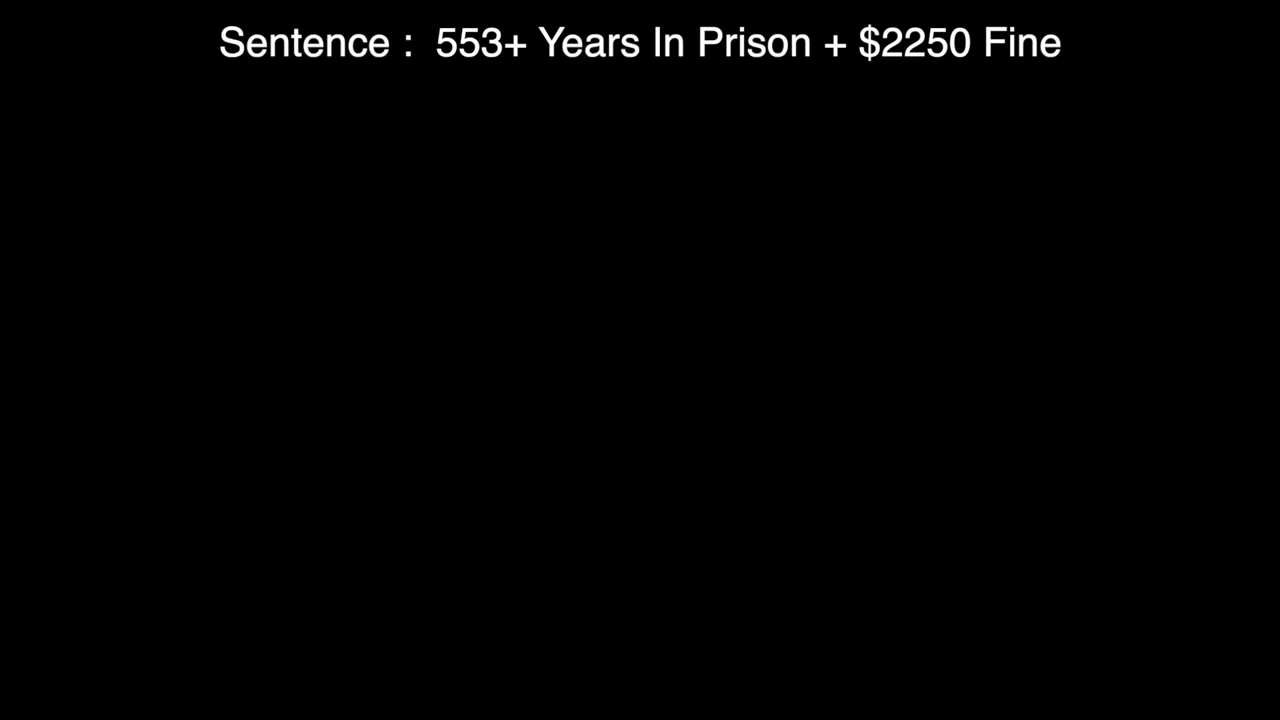 Sentence :  553+ Years In Prison + $2250 Fine